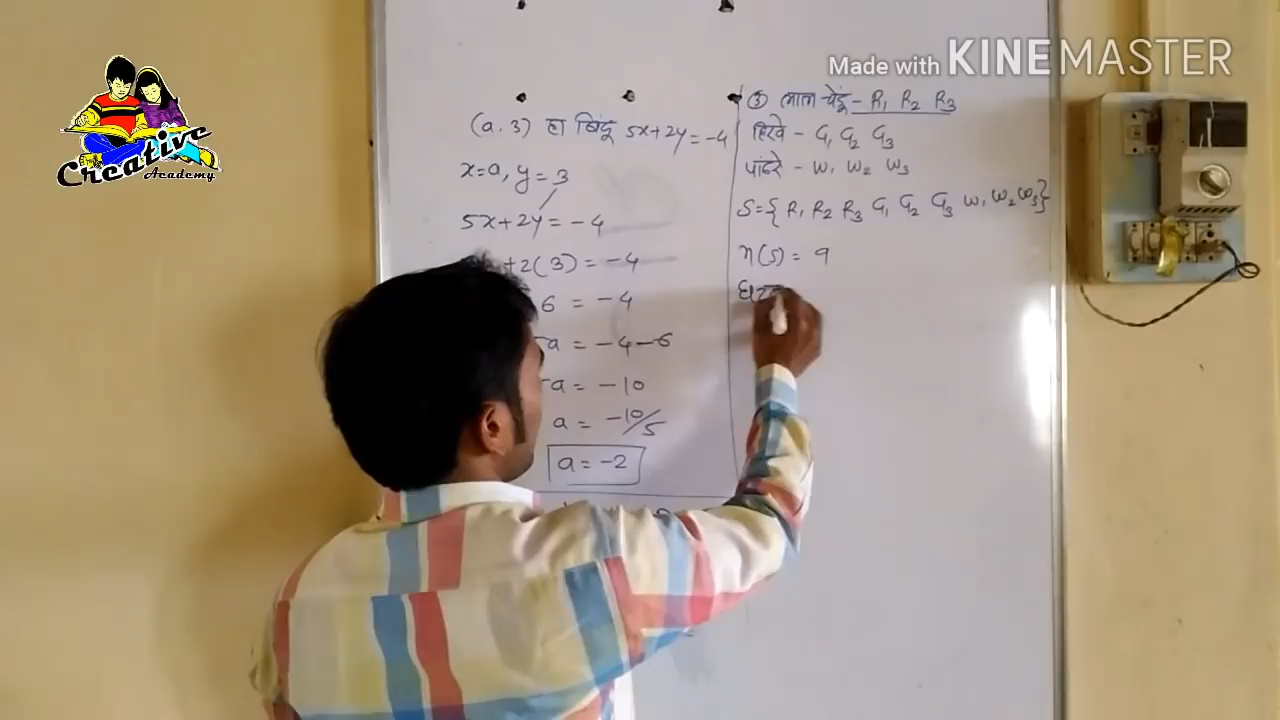 Creative
Academy
Made with KINEMASTER
(a, 3) हा बिंदू 5x+2y=-4
x=a, y=3
5x+2y=-4
+2(3)=-4
6 = -4
a = -4-6
a = -10
a = -10/5
a = -2
③ लाल चेंडू - R₁ R₂ R₃
हिरवे - G₁ G₂ G₃
पांढरे - W₁ W₂ W₃
S={ R₁ R₂ R₃ G₁ G₂ G₃ W₁ W₂ W₃}
n(S) = 9